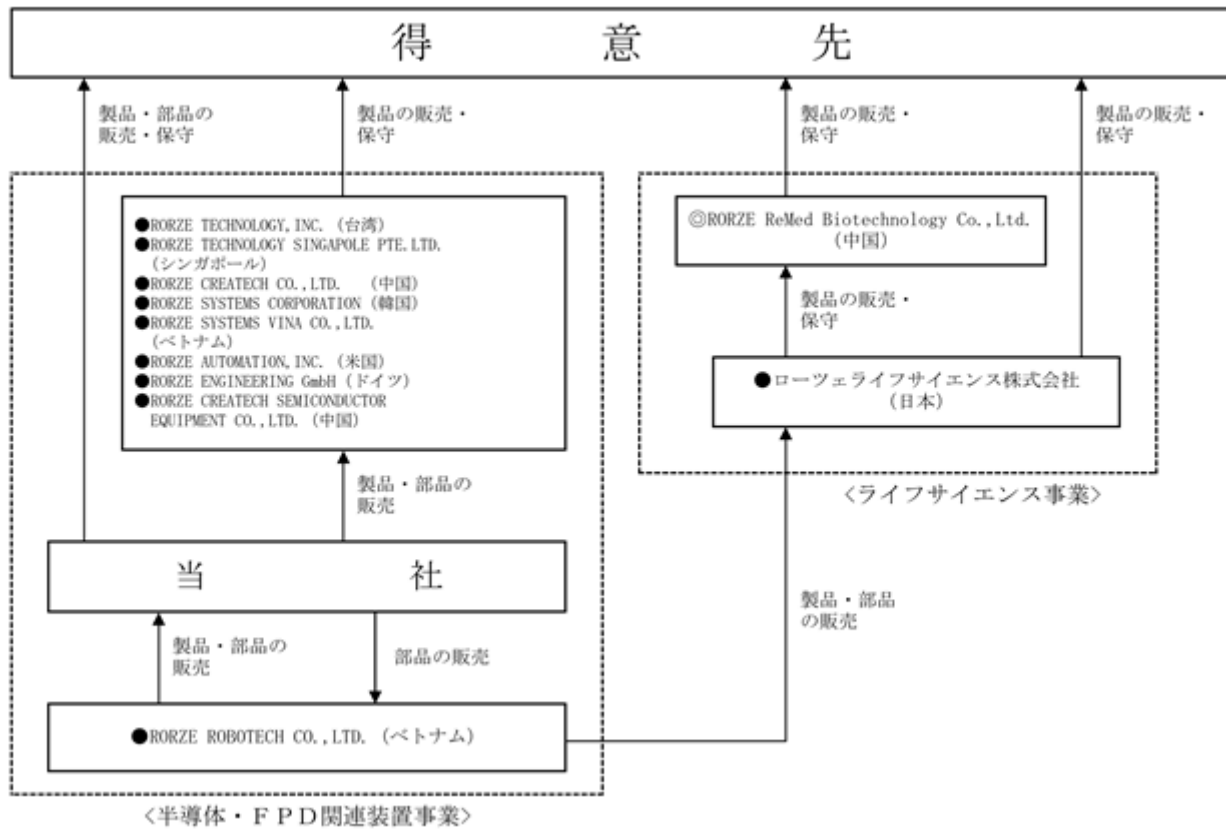 得意先
製品・部品の
販売・保守
製品の販売・
保守
製品の販売・
保守
製品の販売・
保守
●RORZE TECHNOLOGY,INC.（台湾）
●RORZE TECHNOLOGY SINGAPOLE PTE.LTD.
（シンガポール）
●RORZE CREATECH CO.,LTD.　（中国）
●RORZE SYSTEMS CORPORATION（韓国）
●RORZE SYSTEMS VINA CO.,LTD.
（ベトナム）
●RORZE AUTOMATION,INC.（米国）
●RORZE ENGINEERING GmbH（ドイツ）
●RORZE CREATECH SEMICONDUCTOR
EQUIPMENT CO.,LTD.（中国）
◎RORZE ReMed Biotechnology Co.,Ltd.
（中国）
製品の販売・
保守
●ローツェライフサイエンス株式会社
（日本）
<ライフサイエンス事業>
製品・部品の
販売
当社
製品・部品の
販売
部品の販売
製品・部品
の販売
●RORZE ROBOTECH CO.,LTD.（ベトナム）
<半導体・ＦＰＤ関連装置事業>